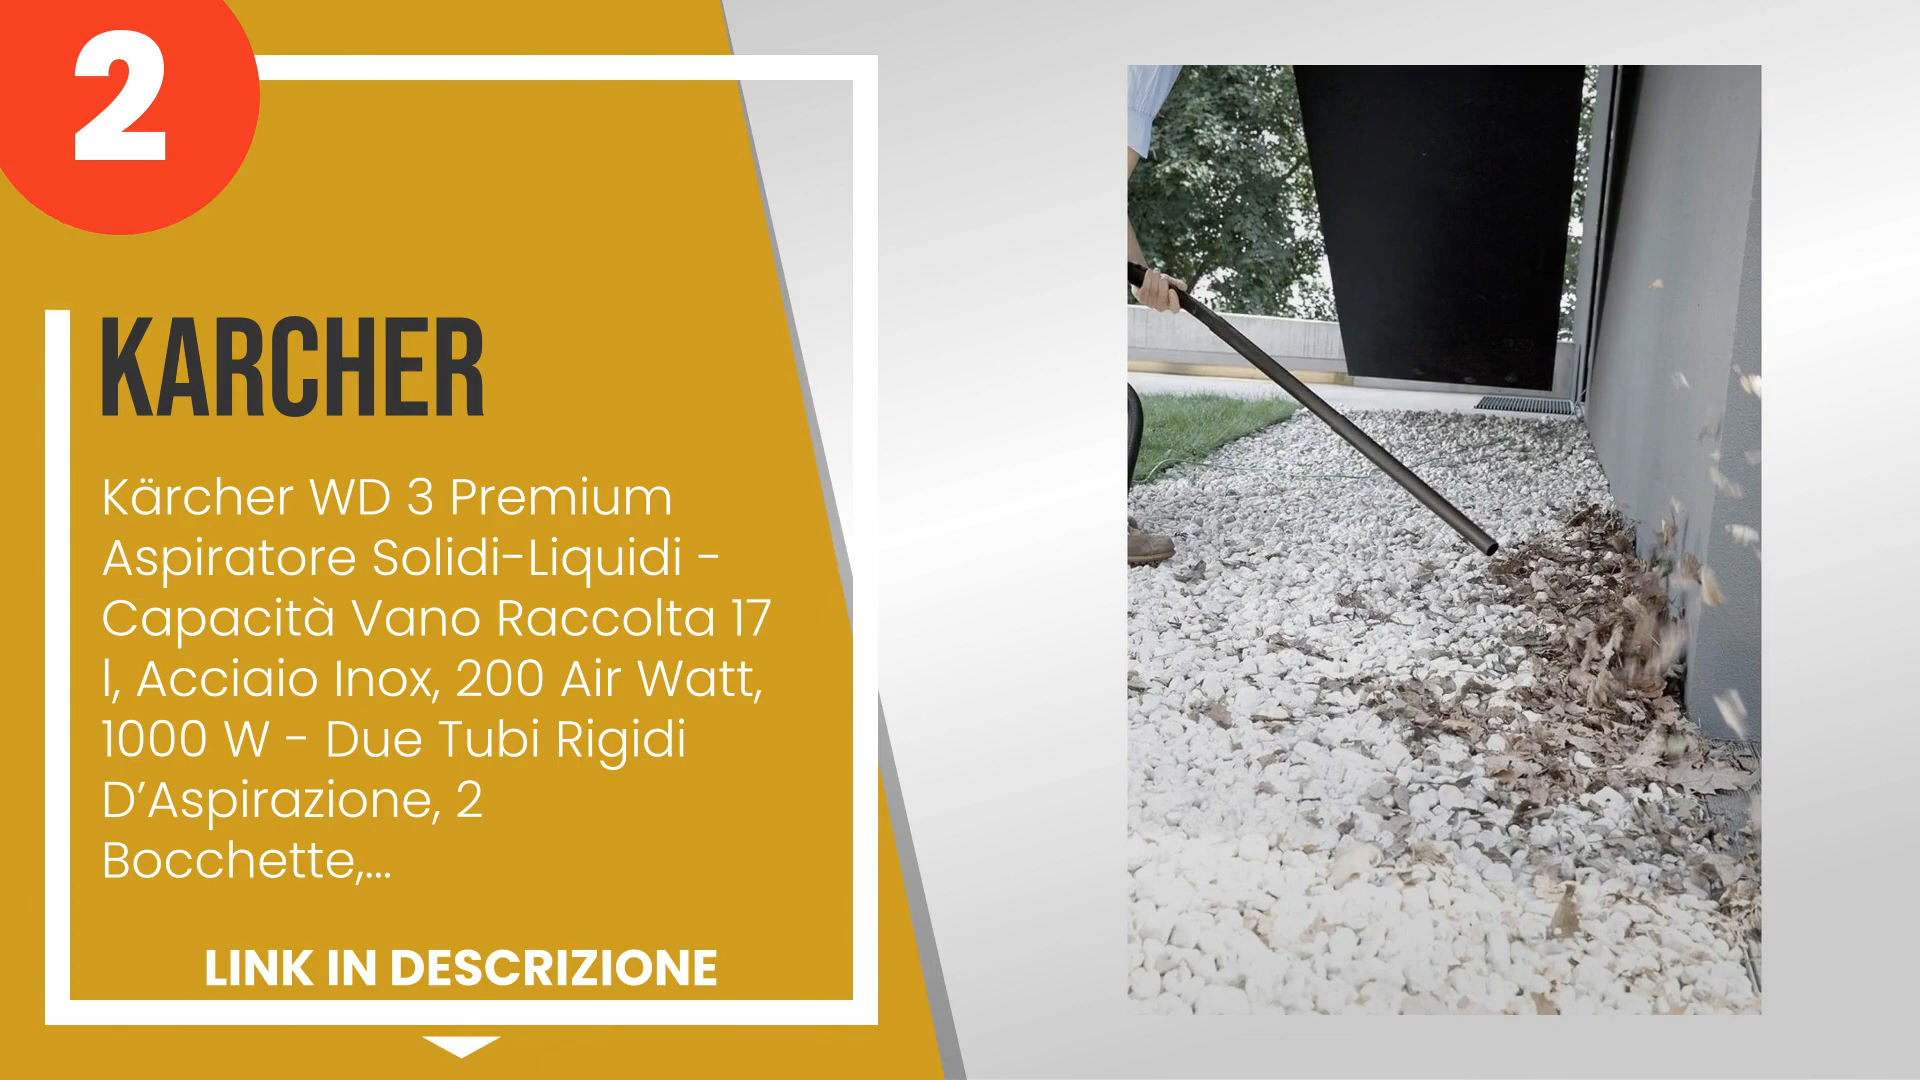 2
KARCHER
Kärcher WD 3 Premium
Aspiratore Solidi-Liquidi -
Capacità Vano Raccolta 17
l, Acciaio Inox, 200 Air Watt,
1000 W - Due Tubi Rigidi
D’Aspirazione, 2
Bocchette,...
LINK IN DESCRIZIONE